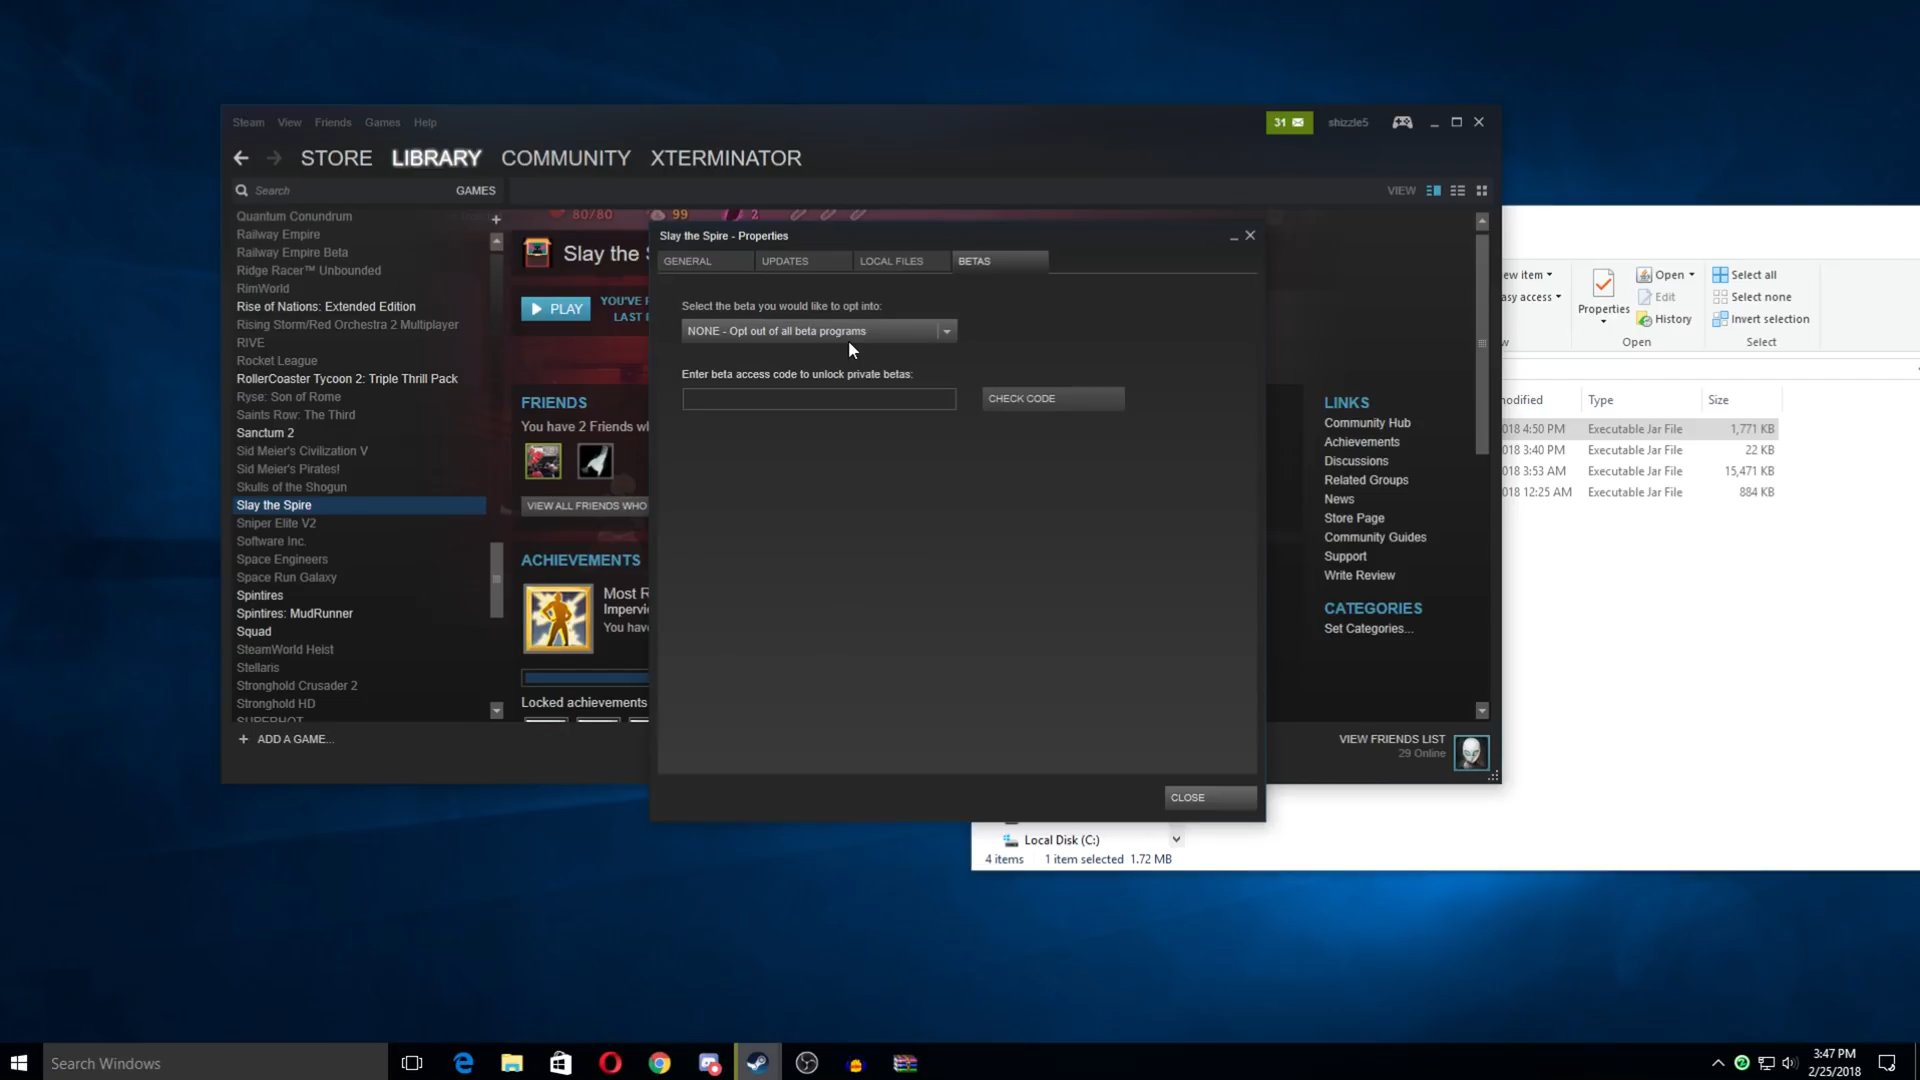 Steam View Friends Games Help
31 shizzle5
STORE LIBRARY COMMUNITY XTERMINATOR
Search GAMES VIEW
Quantum Conundrum
Railway Empire
Railway Empire Beta
Ridge Racer™ Unbounded
RimWorld
Rise of Nations: Extended Edition
Rising Storm/Red Orchestra 2 Multiplayer
RIVE
Rocket League
RollerCoaster Tycoon 2: Triple Thrill Pack
Ryse: Son of Rome
Saints Row: The Third
Sanctum 2
Sid Meier's Civilization V
Sid Meier's Pirates!
Skulls of the Shogun
Slay the Spire
Sniper Elite V2
Software Inc.
Space Engineers
Space Run Galaxy
Spintires
Spintires: MudRunner
Squad
SteamWorld Heist
Stellaris
Stronghold Crusader 2
Stronghold HD
SUPERHOT
+ ADD A GAME...
80/80 99 2
Slay the S
PLAY
YOU'VE
LAST
FRIENDS
You have 2 Friends w
VIEW ALL FRIENDS WHO
ACHIEVEMENTS
Most R
Impervi
You hav
Locked achievements
Slay the Spire - Properties
GENERAL UPDATES LOCAL FILES BETAS
Select the beta you would like to opt into:
NONE - Opt out of all beta programs
Enter beta access code to unlock private betas:
CHECK CODE
CLOSE
LINKS
Community Hub
Achievements
Discussions
Related Groups
News
Store Page
Community Guides
Support
Write Review
CATEGORIES
Set Categories...
VIEW FRIENDS LIST
29 Online
ew item
asy access
Properties
Open
Edit
History
Open
Select all
Select none
Invert selection
Select
w
odified Type Size
018 4:50 PM Executable Jar File 1,771 KB
018 3:40 PM Executable Jar File 22 KB
018 3:53 AM Executable Jar File 15,471 KB
018 12:25 AM Executable Jar File 884 KB
Local Disk (C:)
4 items 1 item selected 1.72 MB
Search Windows
3:47 PM
2/25/2018